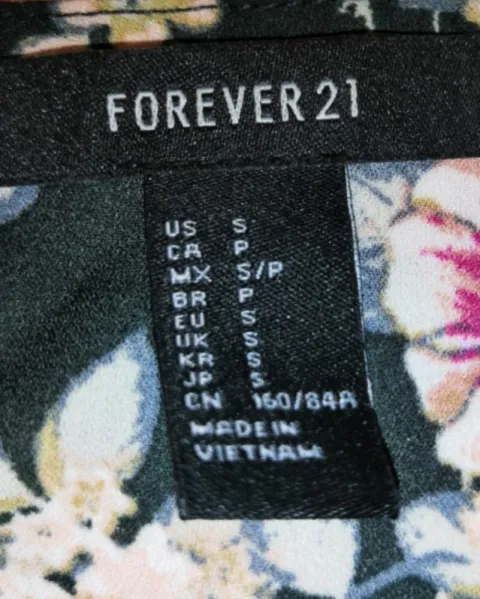 FOREVER 21
US S
CA P
MX S/P
BR P
EU S
UK S
KR S
JP S
CN 160/84A
MADE IN
VIETNAM